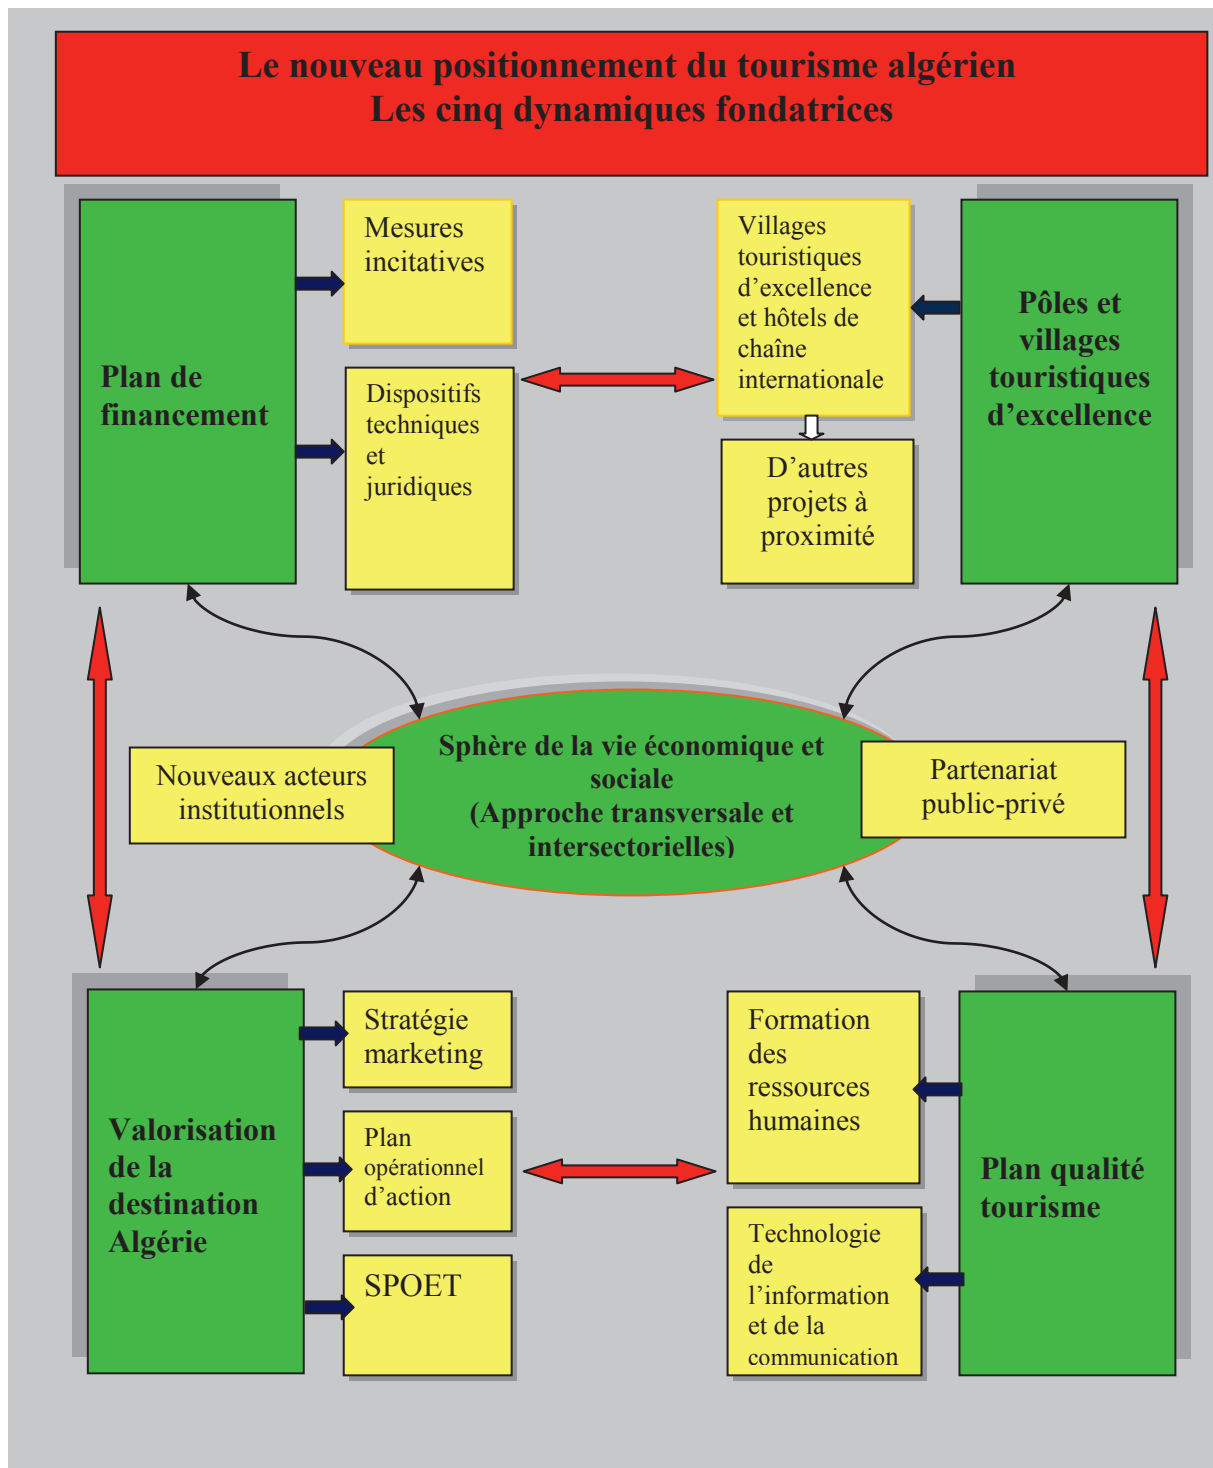 Le nouveau positionnement du tourisme algérien
Les cinq dynamiques fondatrices
Plan de
financement
Mesures
incitatives
Dispositifs
techniques
et
juridiques
Villages
touristiques
d’excellence
et hôtels de
chaîne
internationale
D’autres
projets à
proximité
Pôles et
villages
touristiques
d’excellence
Nouveaux acteurs
institutionnels
Sphère de la vie économique et
sociale
(Approche transversale et
intersectorielles)
Partenariat
public-privé
Valorisation
de la
destination
Algérie
Stratégie
marketing
Plan
opérationnel
d’action
SPOET
Formation
des
ressources
humaines
Technologie
de
l’information
et de la
communication
Plan qualité
tourisme